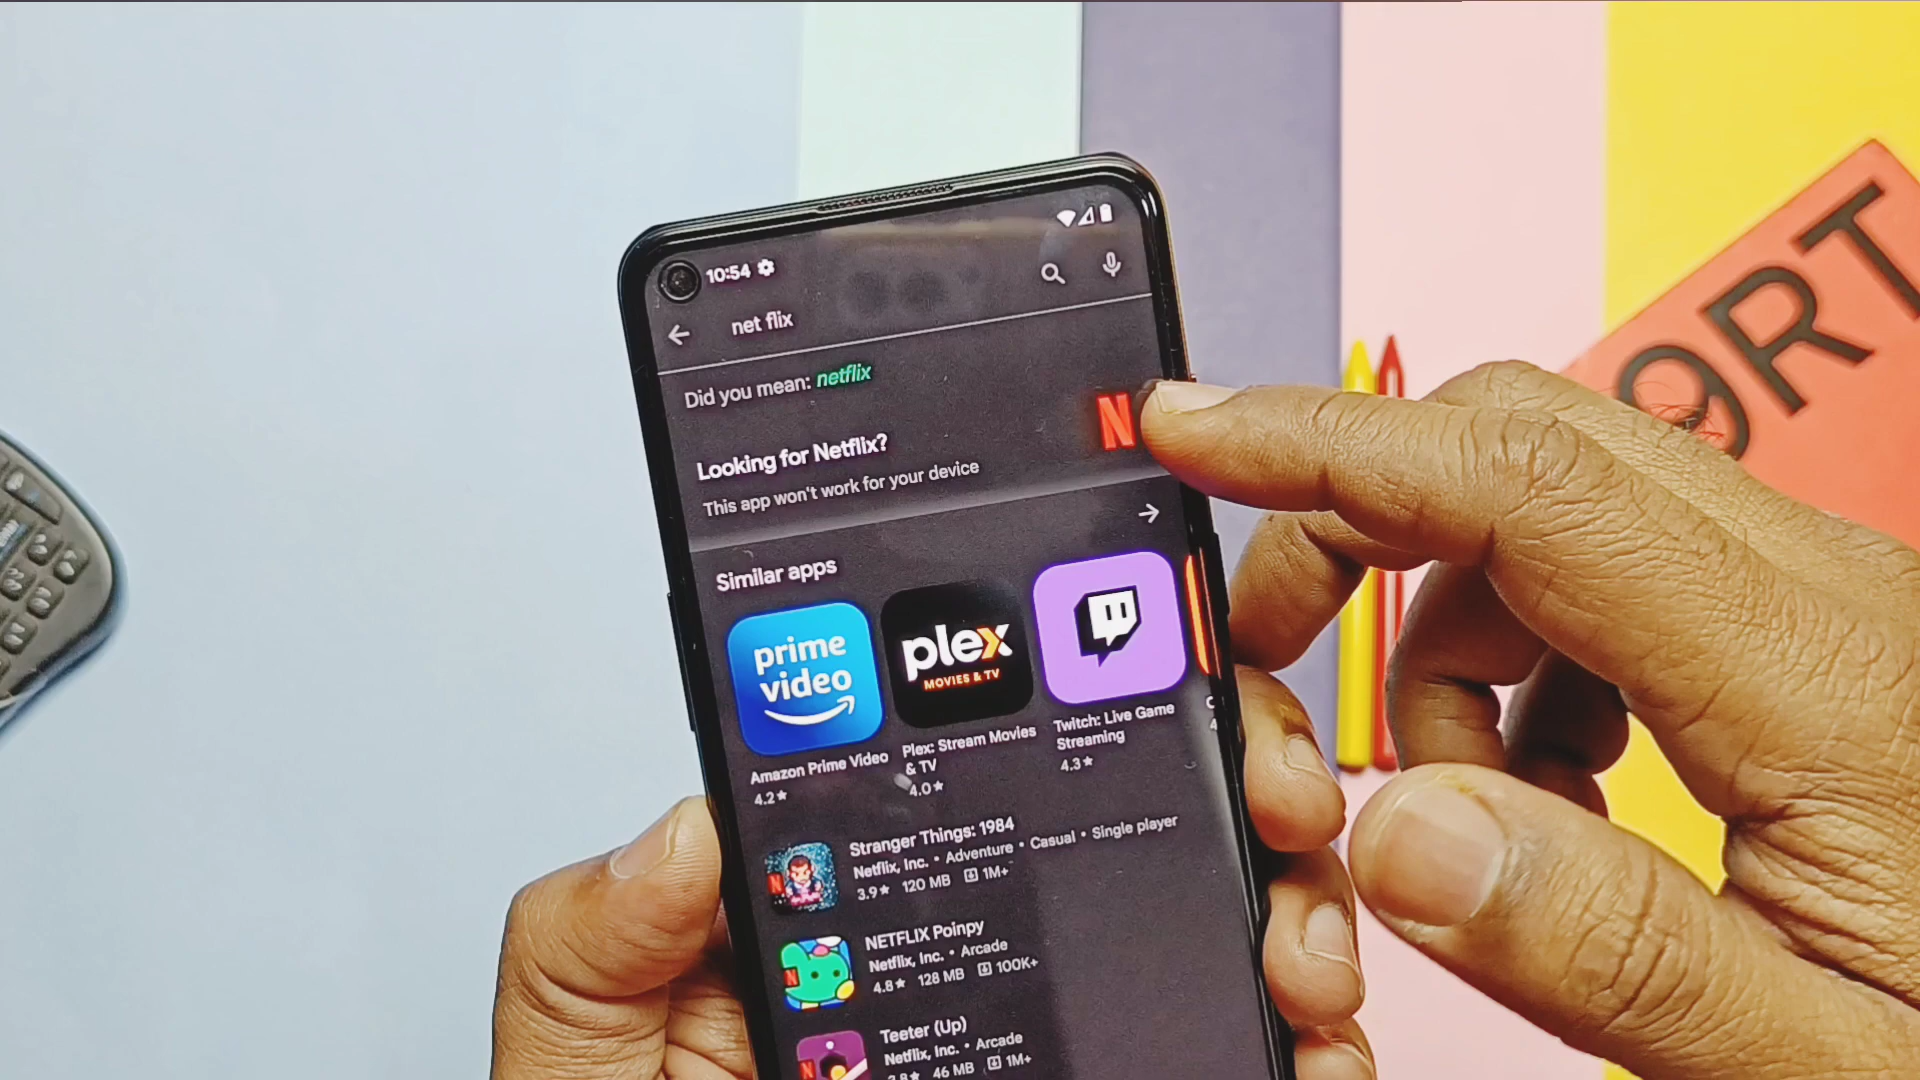 9RT
10:54
net flix
Did you mean: netflix
Looking for Netflix?
This app won't work for your device
N
Similar apps
prime
video
plex
MOVIES & TV
Amazon Prime Video
4.2★
Plex: Stream Movies
& TV
4.0★
Twitch: Live Game
Streaming
4.3★
Stranger Things: 1984
Netflix, Inc. • Adventure • Casual • Single player
3.9★ 120 MB 1M+
NETFLIX Poinpy
Netflix, Inc. • Arcade
4.8★ 128 MB 100K+
Teeter (Up)
Netflix, Inc. • Arcade
3.8★ 46 MB 1M+